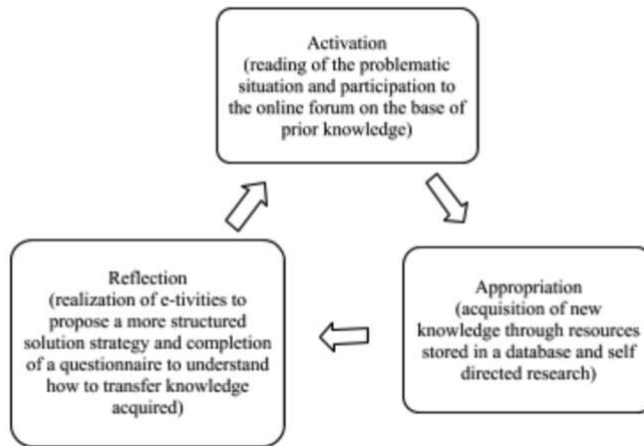 Activation
(reading of the problematic
situation and participation to
the online forum on the base of
prior knowledge)
Reflection
(realization of e-tivities to
propose a more structured
solution strategy and completion
of a questionnaire to understand
how to transfer knowledge
acquired)
Appropriation
(acquisition of new
knowledge through resources
stored in a database and self
directed research)